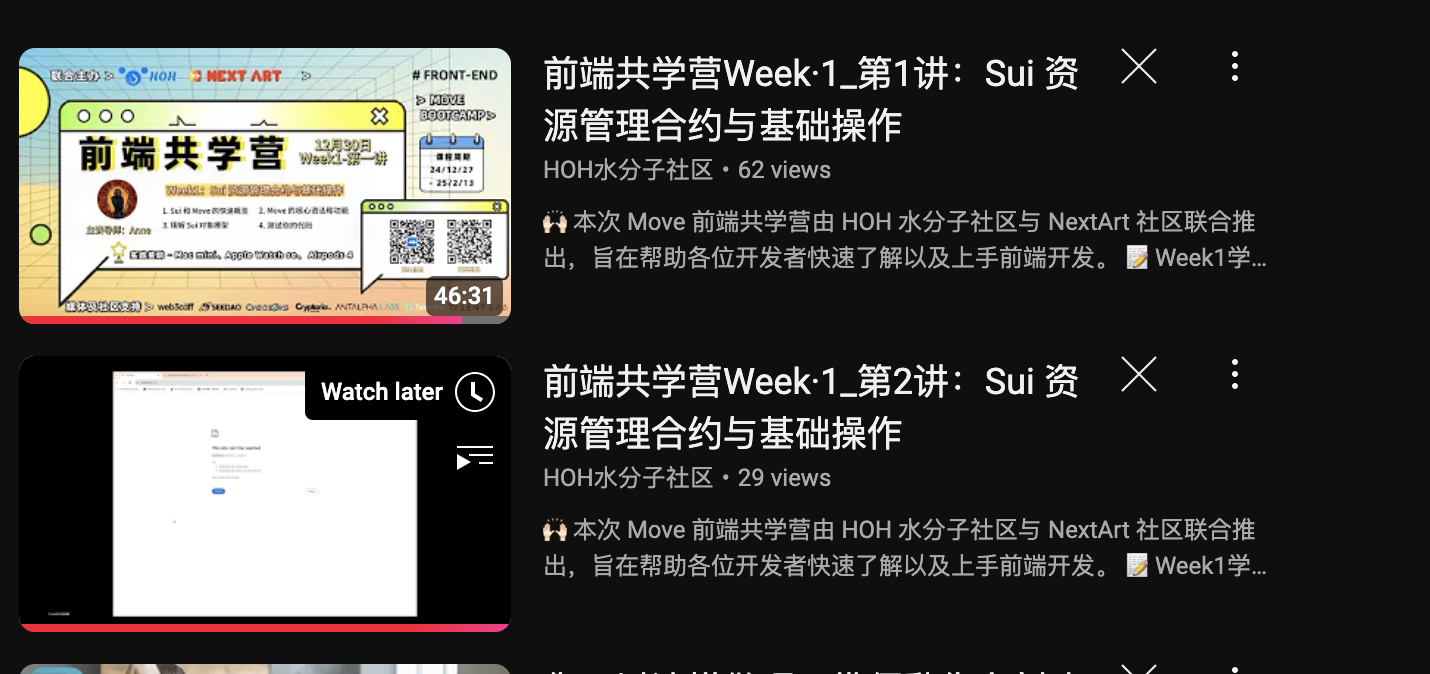 联合主办 > HOH NEXT ART >
# FRONT-END
> MOVE
BOOTCAMP>
前端共学营
12月30日
Week1-第一讲
课程周期
24/12/27
- 25/2/13
Week1: Sui 资源管理合约与基础操作
1. Sui 和 Move 的快速概览 2. Move 的核心语法和功能
3. 理解 Sui 对象模型 4. 测试你的代码
主讲导师：Anna
Mac mini, Apple Watch se, Airpods 4
媒体及社区支持 > web3caff SEEDAO
ANTALPHA LABS
46:31
前端共学营Week·1_第1讲：Sui 资
源管理合约与基础操作
HOH水分子社区 • 62 views
🙌🏻 本次 Move 前端共学营由 HOH 水分子社区与 NextArt 社区联合推
出，旨在帮助各位开发者快速了解以及上手前端开发。 📝 Week1学...
Watch later
前端共学营Week·1_第2讲：Sui 资
源管理合约与基础操作
HOH水分子社区 • 29 views
🙌🏻 本次 Move 前端共学营由 HOH 水分子社区与 NextArt 社区联合推
出，旨在帮助各位开发者快速了解以及上手前端开发。 📝 Week1学...